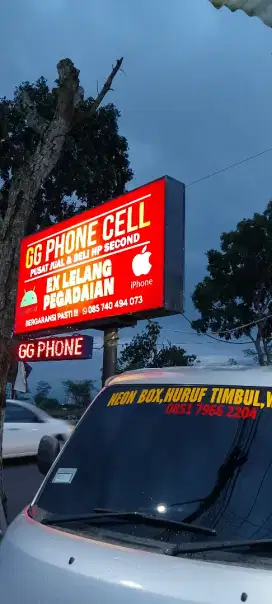 GG PHONE CELL
PUSAT JUAL & BELI HP SECOND
EX LELANG
PEGADAIAN
iPhone
BERGARANSI PASTI !!! 085 740 494 073
GG PHONE
NEON BOX,HURUF TIMBUL,
0851 7966 2204